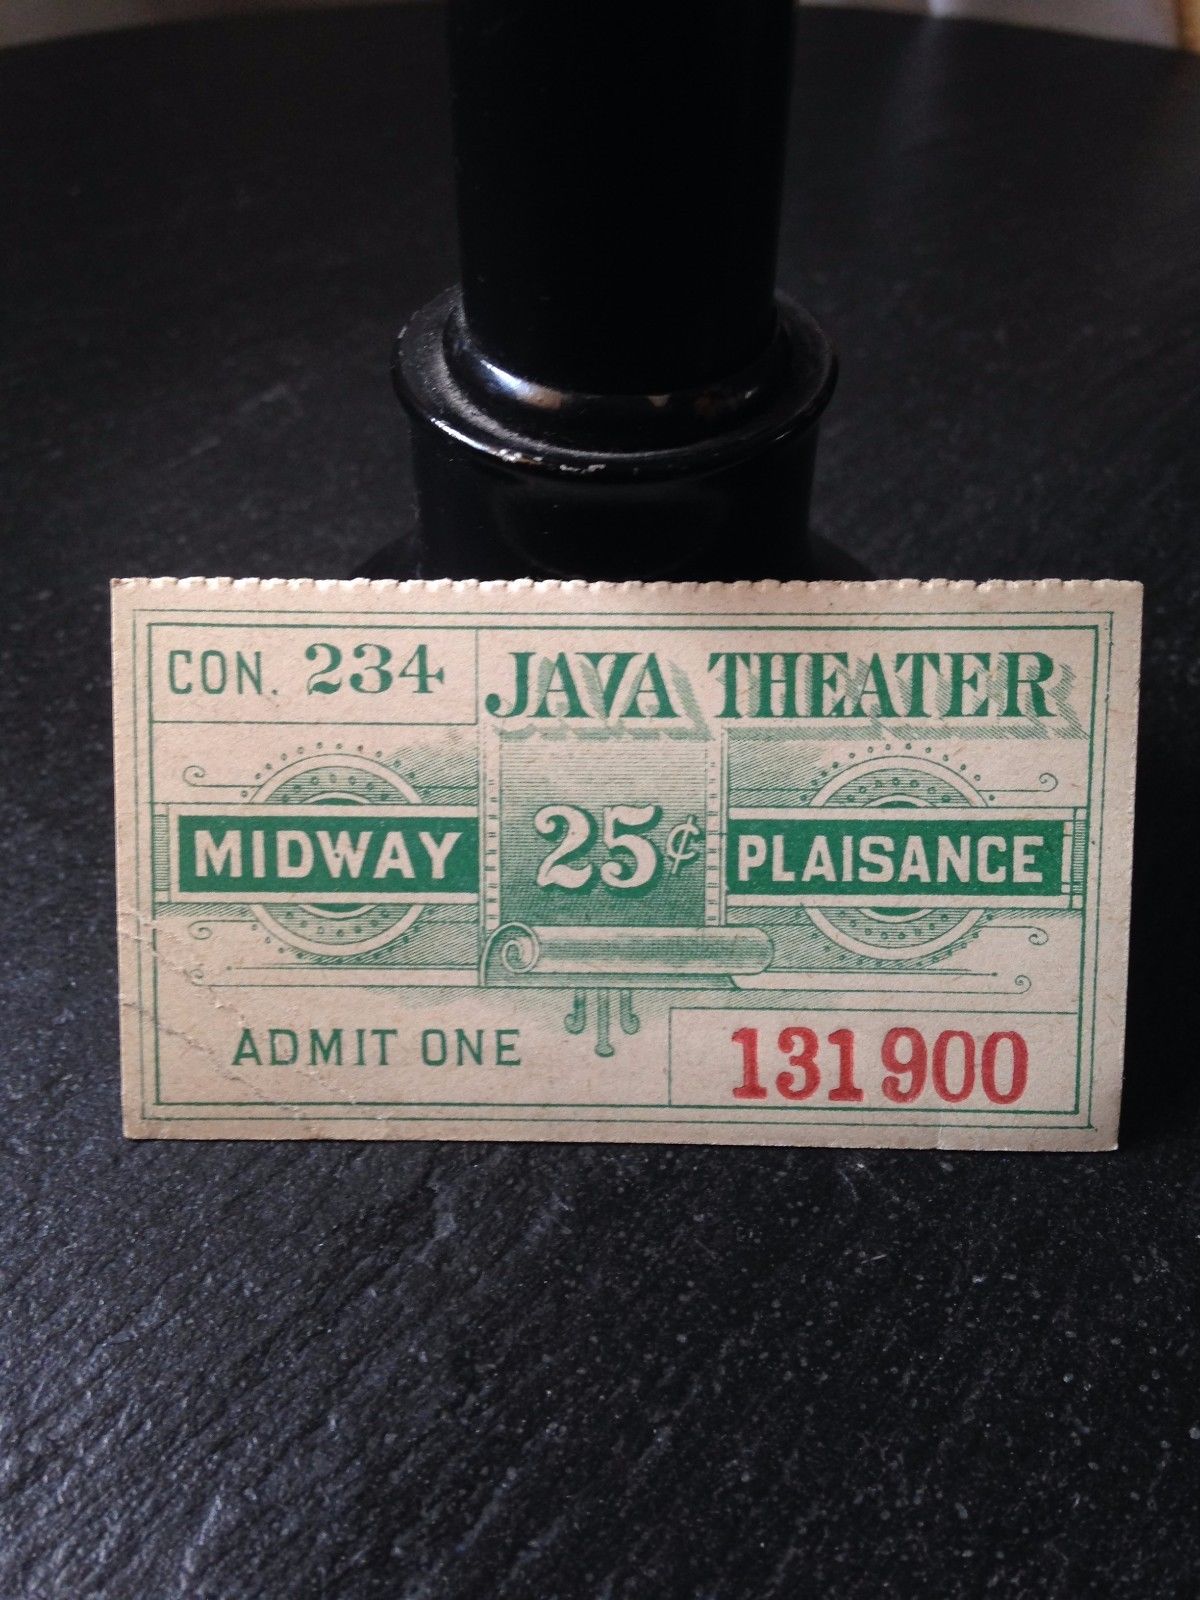 CON. 234
JAVA THEATER
MIDWAY
25¢
PLAISANCE
ADMIT ONE
131900